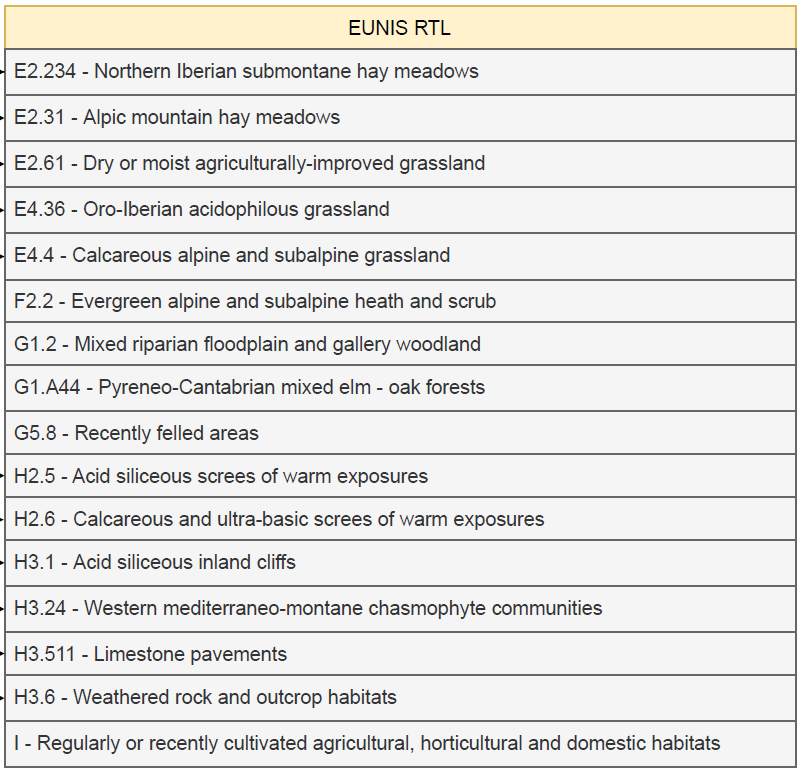 EUNIS RTL
E2.234 - Northern Iberian submontane hay meadows
E2.31 - Alpic mountain hay meadows
E2.61 - Dry or moist agriculturally-improved grassland
E4.36 - Oro-Iberian acidophilous grassland
E4.4 - Calcareous alpine and subalpine grassland
F2.2 - Evergreen alpine and subalpine heath and scrub
G1.2 - Mixed riparian floodplain and gallery woodland
G1.A44 - Pyreneo-Cantabrian mixed elm - oak forests
G5.8 - Recently felled areas
H2.5 - Acid siliceous screes of warm exposures
H2.6 - Calcareous and ultra-basic screes of warm exposures
H3.1 - Acid siliceous inland cliffs
H3.24 - Western mediterraneo-montane chasmophyte communities
H3.511 - Limestone pavements
H3.6 - Weathered rock and outcrop habitats
I - Regularly or recently cultivated agricultural, horticultural and domestic habitats